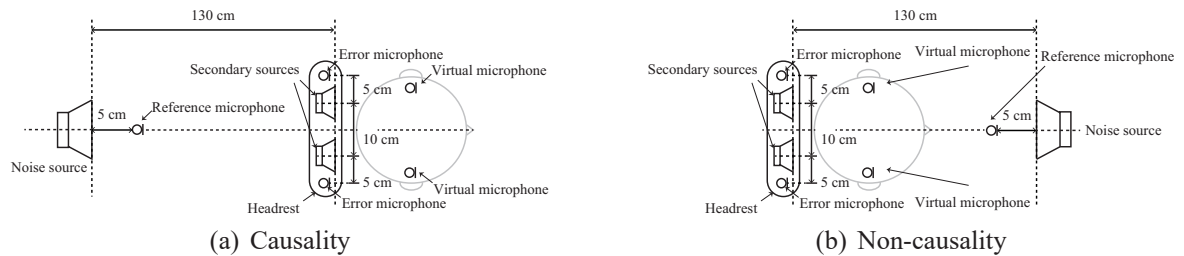 130 cm
Error microphone
Secondary sources
Virtual microphone
5 cm
Reference microphone
5 cm
10 cm
Noise source
5 cm
Virtual microphone
Headrest
Error microphone
(a) Causality
130 cm
Virtual microphone
Error microphone
Reference microphone
Secondary sources
5 cm
5 cm
10 cm
Noise source
5 cm
Virtual microphone
Headrest
Error microphone
(b) Non-causality